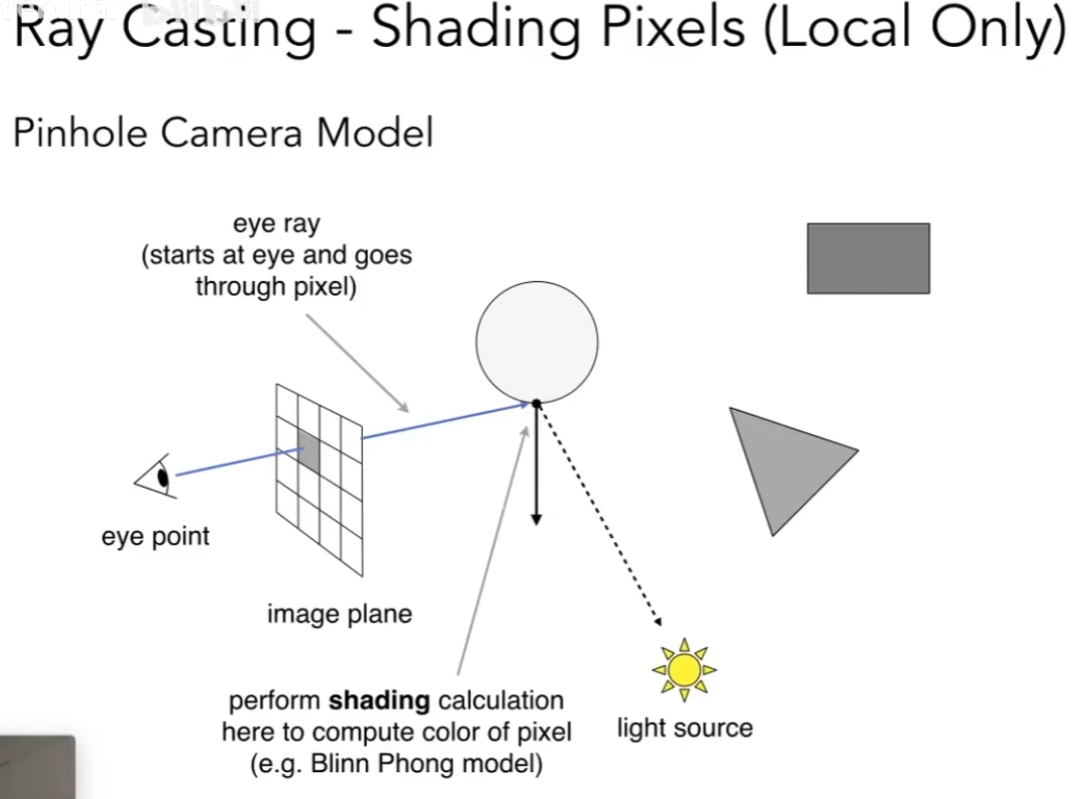 Ray Casting - Shading Pixels (Local Only)
Pinhole Camera Model
eye ray
(starts at eye and goes
through pixel)
eye point
image plane
perform shading calculation
here to compute color of pixel
(e.g. Blinn Phong model)
light source